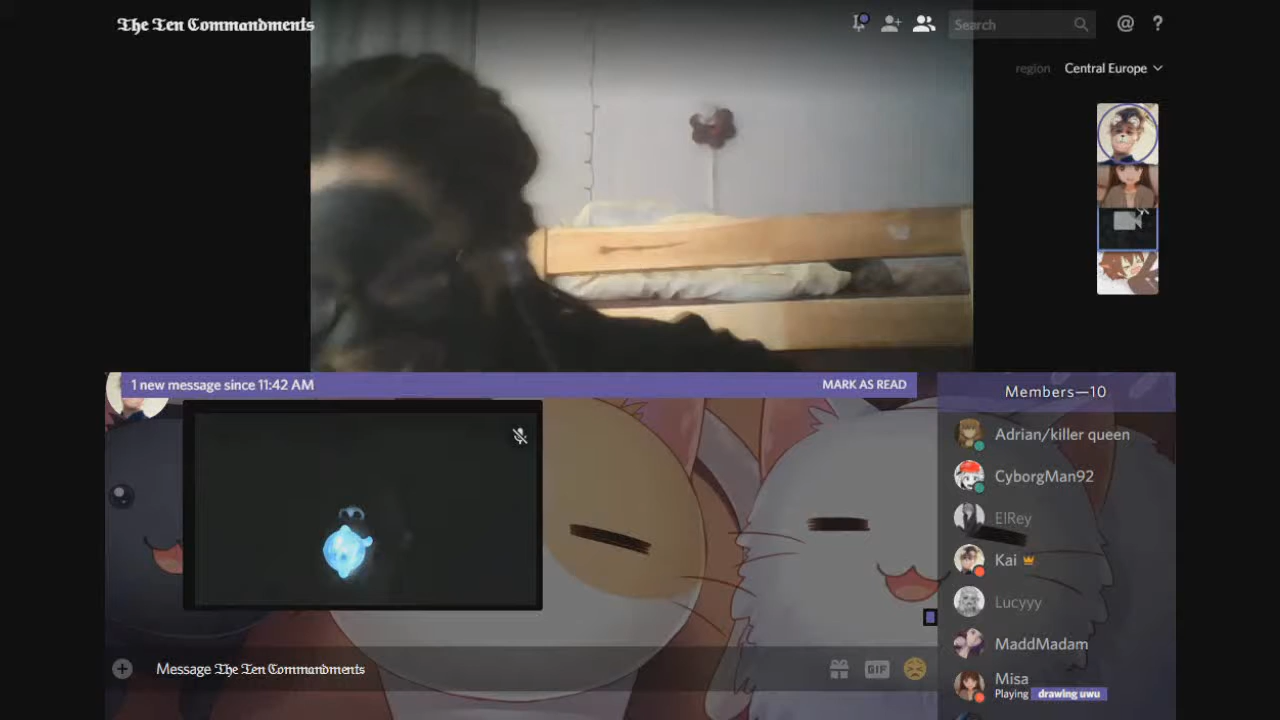 The Ten Commandments
Search
@
?
region Central Europe
1 new message since 11:42 AM
MARK AS READ
Members—10
Adrian/killer queen
CyborgMan92
ElRey
Kai
Lucyyy
MaddMadam
Misa
Playing drawing uwu
Message The Ten Commandments
GIF